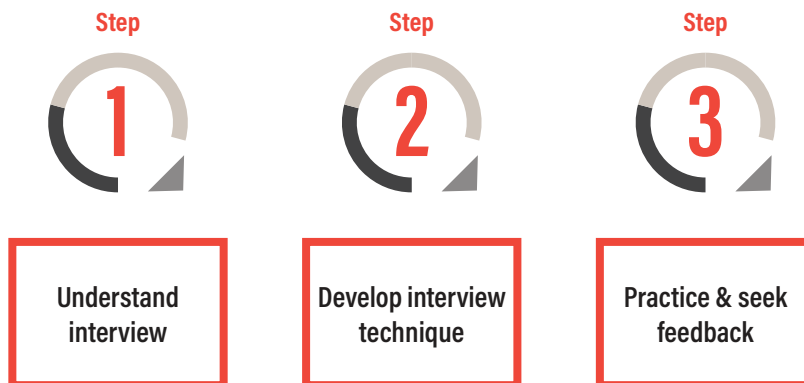 Step
1
Understand
interview
Step
2
Develop interview
technique
Step
3
Practice & seek
feedback